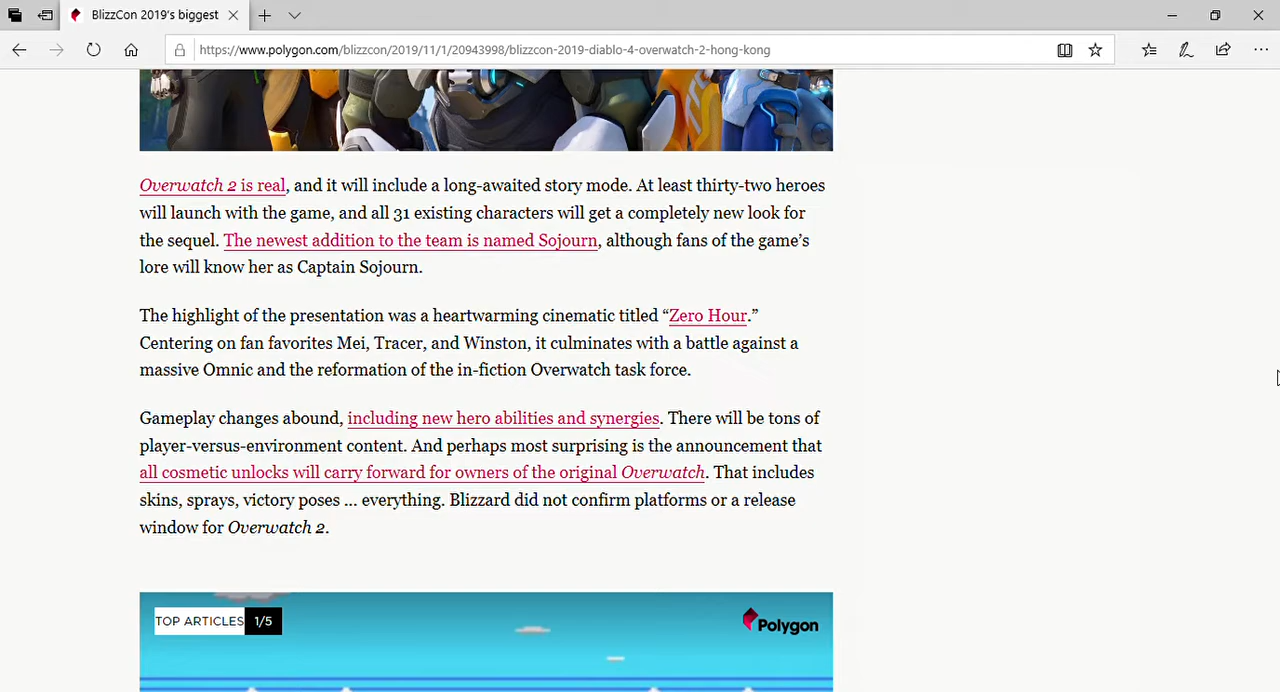 BlizzCon 2019's biggest
https://www.polygon.com/blizzcon/2019/11/1/20943998/blizzcon-2019-diablo-4-overwatch-2-hong-kong
Overwatch 2 is real, and it will include a long-awaited story mode. At least thirty-two heroes
will launch with the game, and all 31 existing characters will get a completely new look for
the sequel. The newest addition to the team is named Sojourn, although fans of the game’s
lore will know her as Captain Sojourn.
The highlight of the presentation was a heartwarming cinematic titled “Zero Hour.”
Centering on fan favorites Mei, Tracer, and Winston, it culminates with a battle against a
massive Omnic and the reformation of the in-fiction Overwatch task force.
Gameplay changes abound, including new hero abilities and synergies. There will be tons of
player-versus-environment content. And perhaps most surprising is the announcement that
all cosmetic unlocks will carry forward for owners of the original Overwatch. That includes
skins, sprays, victory poses ... everything. Blizzard did not confirm platforms or a release
window for Overwatch 2.
TOP ARTICLES 1/5
Polygon